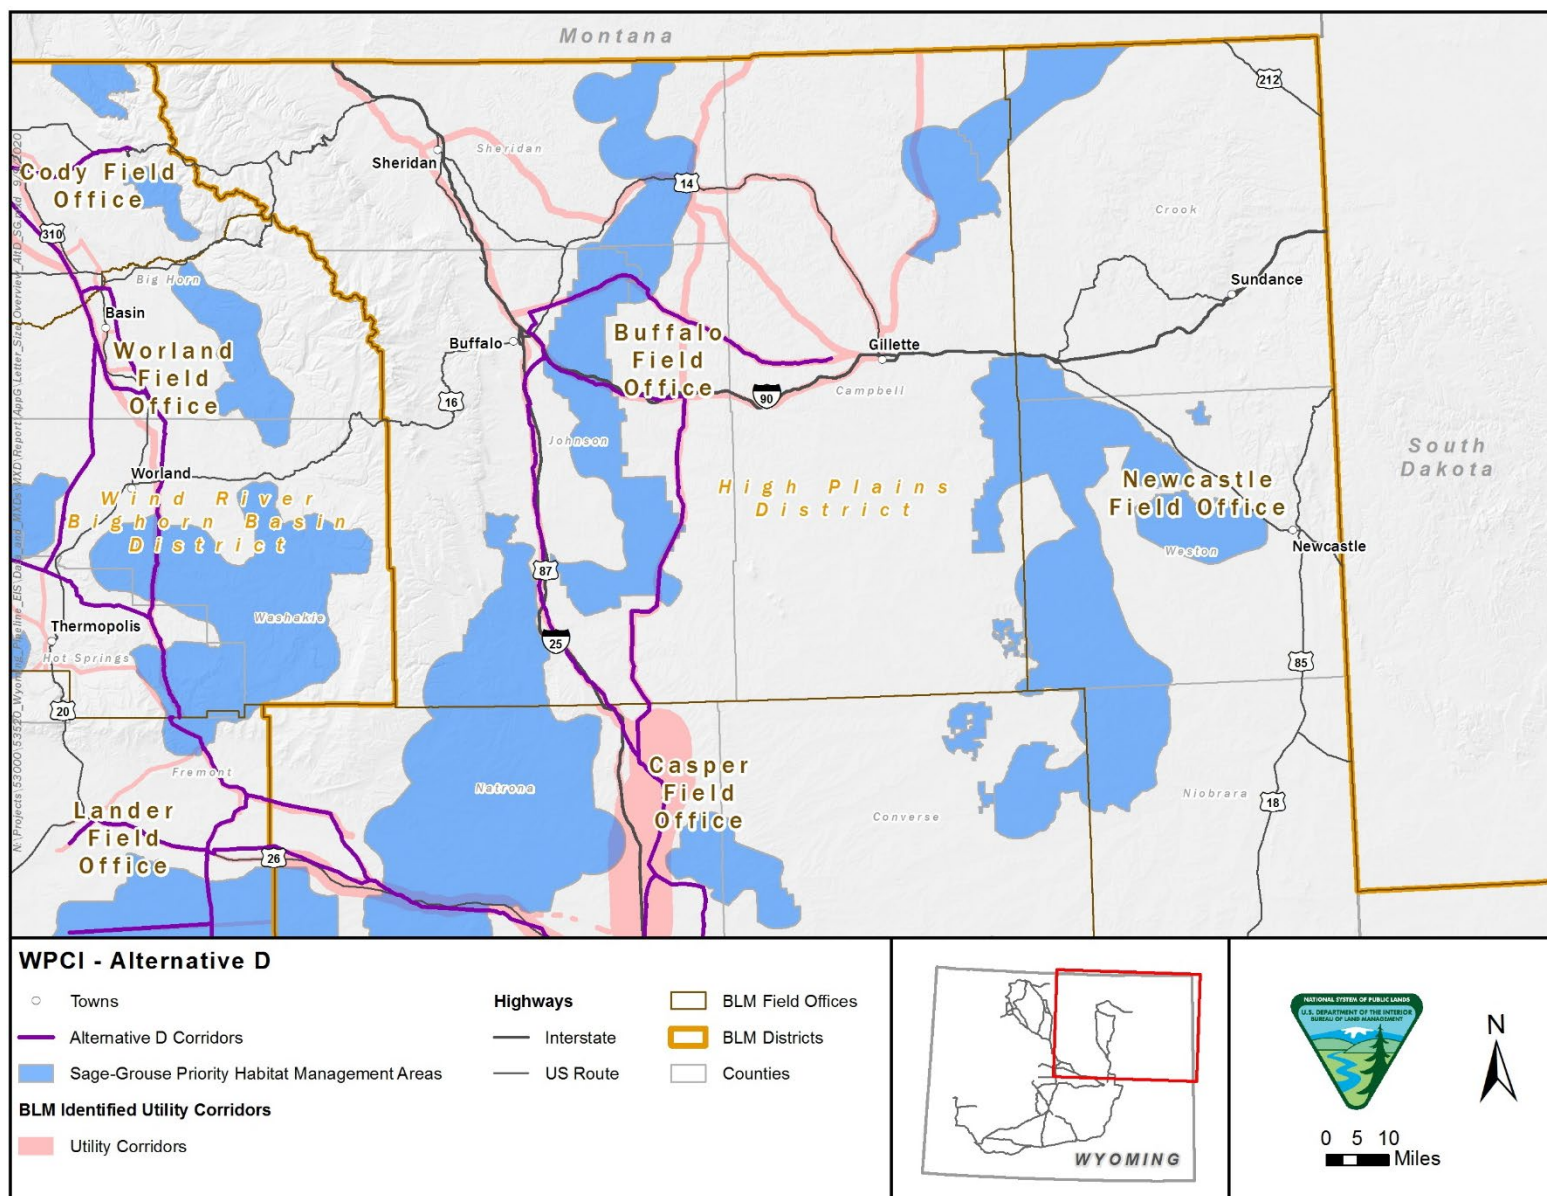 Montana
212
Sheridan
Sheridan
Cody Field
Office
14
Crook
310
Big Horn
Sundance
Basin
Buffalo
Buffalo
Field
Office
Gillette
Worland
Field
Office
16
90
Campbell
Johnson
South
Dakota
Worland
Wind River
Bighorn Basin
District
High Plains
District
Newcastle
Field Office
Newcastle
Weston
87
Washakie
Thermopolis
25
Hot Springs
85
20
Casper
Field
Office
Fremont
Natrona
Niobrara
18
Lander
Field
Office
Converse
26
WPCI - Alternative D
Towns
Alternative D Corridors
Sage-Grouse Priority Habitat Management Areas
BLM Identified Utility Corridors
Utility Corridors
Highways
Interstate
US Route
BLM Field Offices
BLM Districts
Counties
WYOMING
NATIONAL SYSTEM OF PUBLIC LANDS
U.S. DEPARTMENT OF THE INTERIOR
BUREAU OF LAND MANAGEMENT
N
0 5 10
Miles